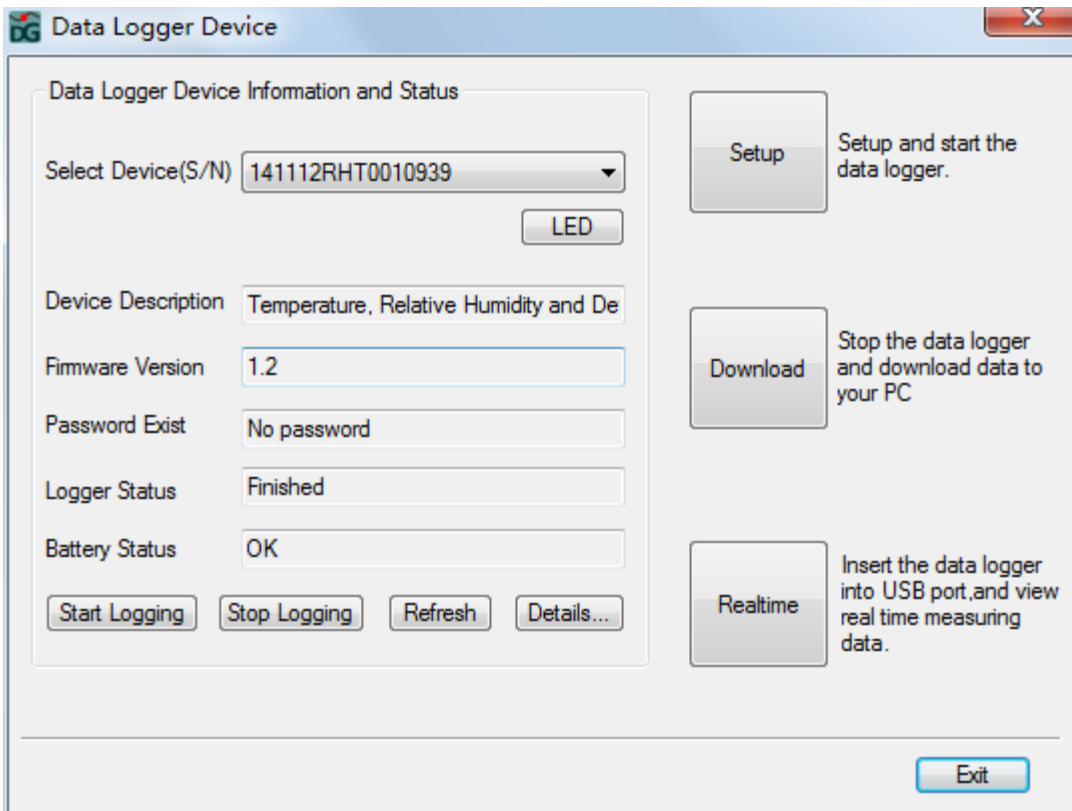 DG Data Logger Device
Data Logger Device Information and Status
Select Device(S/N) 141112RHT0010939
LED
Device Description Temperature, Relative Humidity and De
Firmware Version 1.2
Password Exist No password
Logger Status Finished
Battery Status OK
Start Logging Stop Logging Refresh Details...
Setup
Setup and start the
data logger.
Download
Stop the data logger
and download data to
your PC
Realtime
Insert the data logger
into USB port,and view
real time measuring
data.
Exit